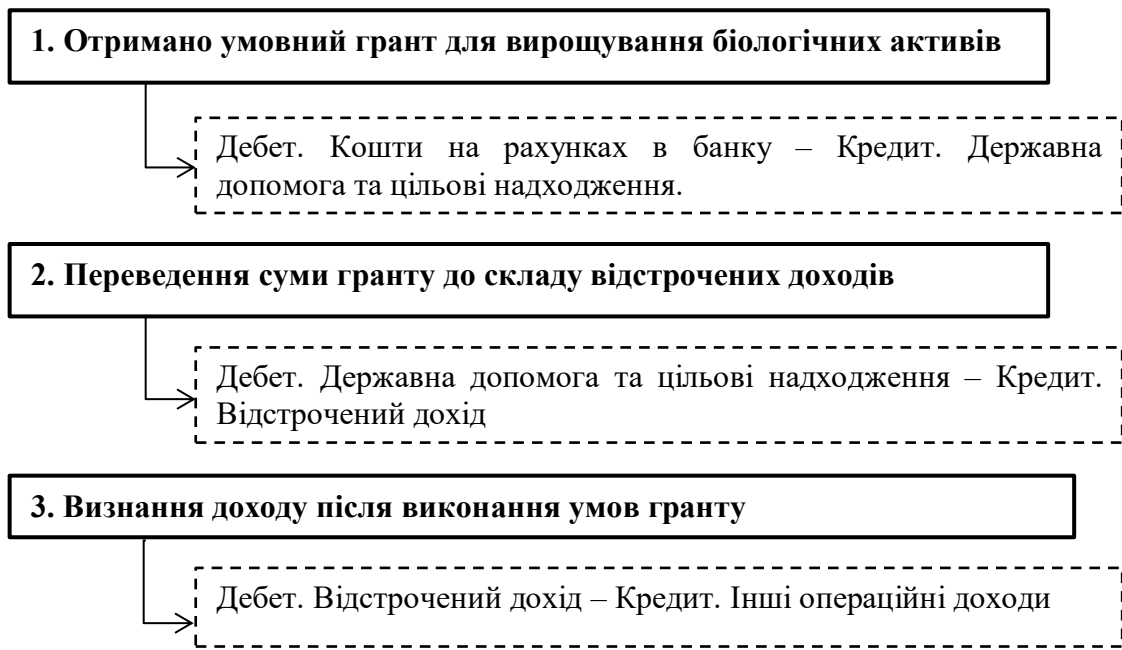 1. Отримано умовний грант для вирощування біологічних активів
Дебет. Кошти на рахунках в банку – Кредит. Державна
допомога та цільові надходження.
2. Переведення суми гранту до складу відстрочених доходів
Дебет. Державна допомога та цільові надходження – Кредит.
Відстрочений дохід
3. Визнання доходу після виконання умов гранту
Дебет. Відстрочений дохід – Кредит. Інші операційні доходи